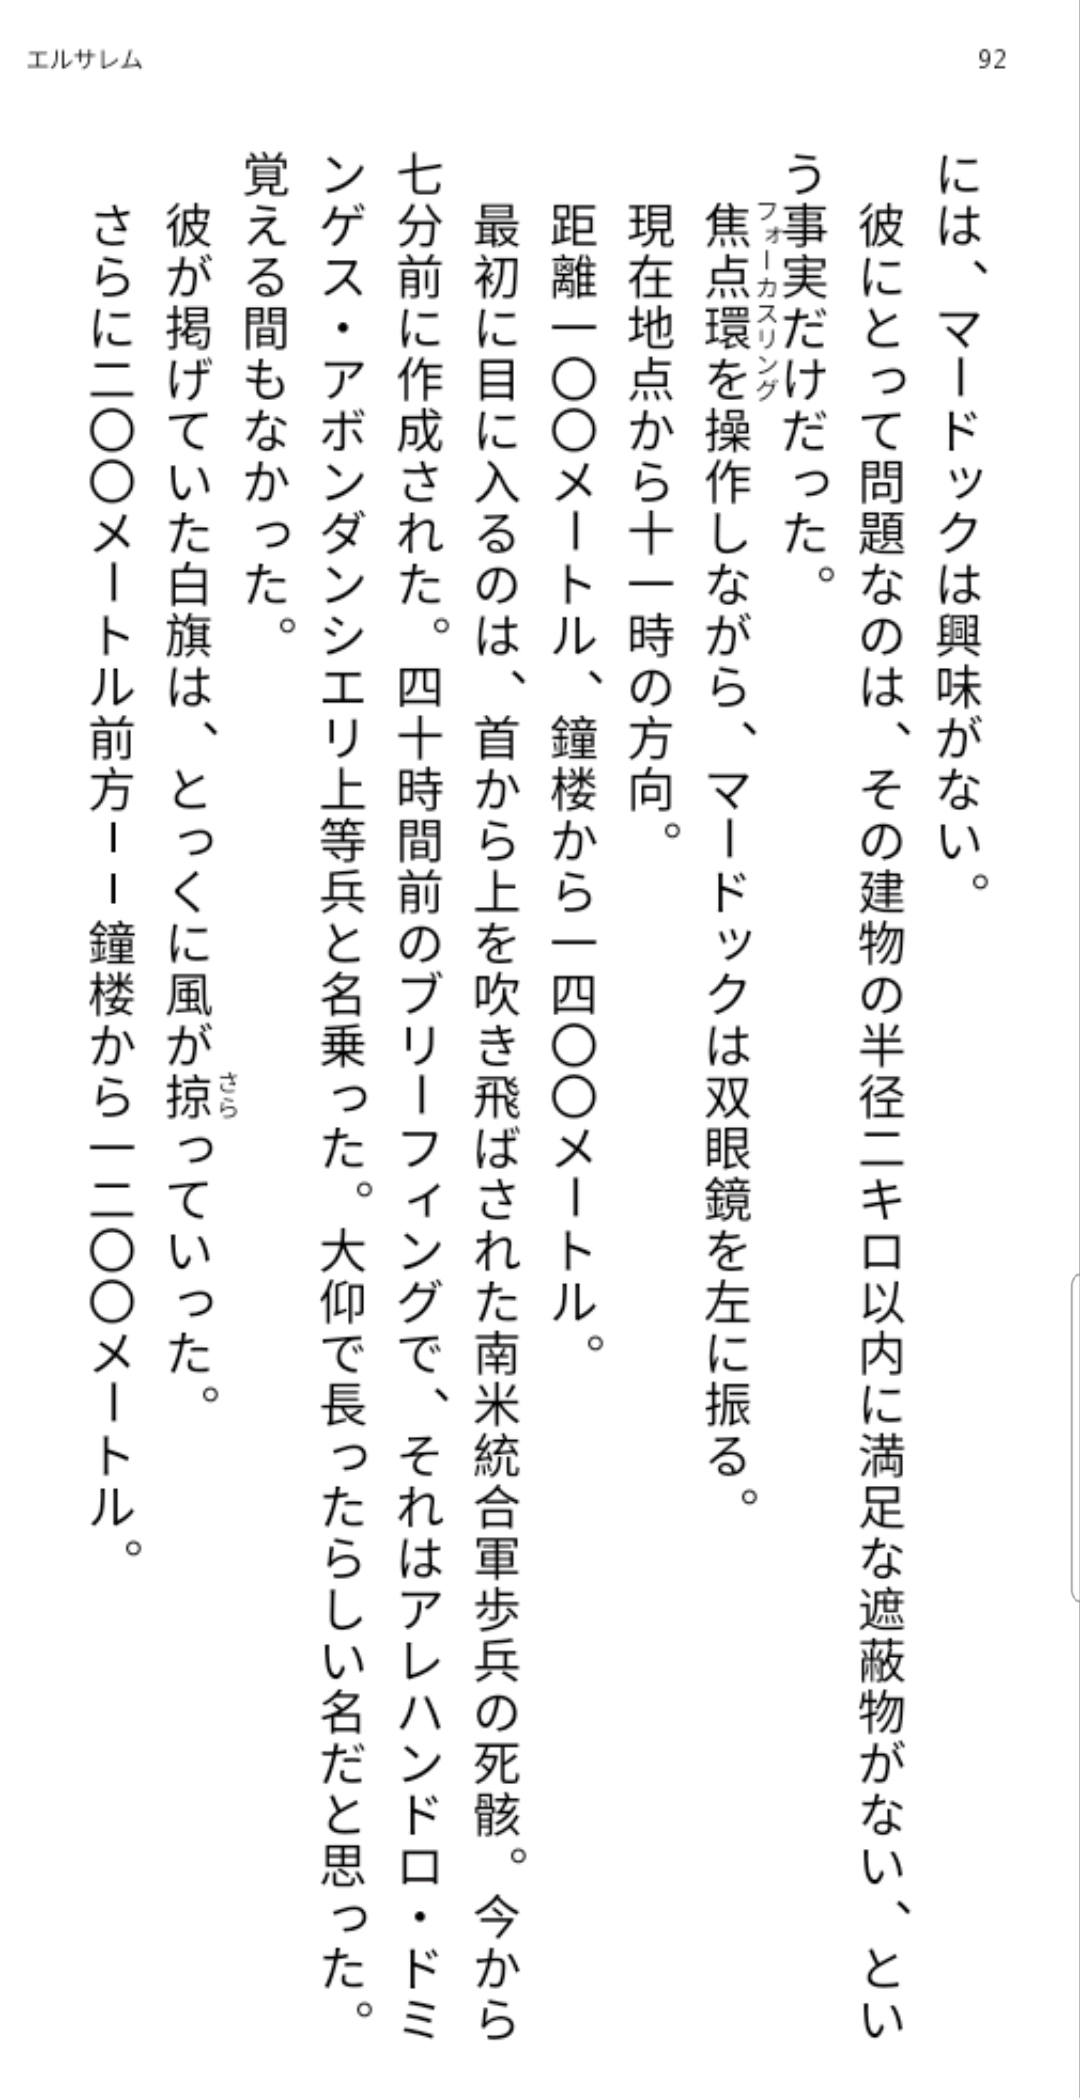 エルサレム
92
には、マードックは興味がない。
彼にとって問題なのは、その建物の半径二キロ以内に満足な遮蔽物がない、とい
う事実だけだった。
フォーカスリング
焦点環を操作しながら、マードックは双眼鏡を左に振る。
現在地点から十一時の方向。
距離一〇〇メートル、鐘楼から一四〇〇メートル。
最初に目に入るのは、首から上を吹き飛ばされた南米統合軍歩兵の死骸。今から
七分前に作成された。四十時間前のブリーフィングで、それはアレハンドロ・ドミ
ンゲス・アボンダンシエリ上等兵と名乗った。大仰で長ったらしい名だと思った。
覚える間もなかった。
さら
彼が掲げていた白旗は、とっくに風が掠っていった。
さらに二〇〇メートル前方ーー鐘楼から一二〇〇メートル。